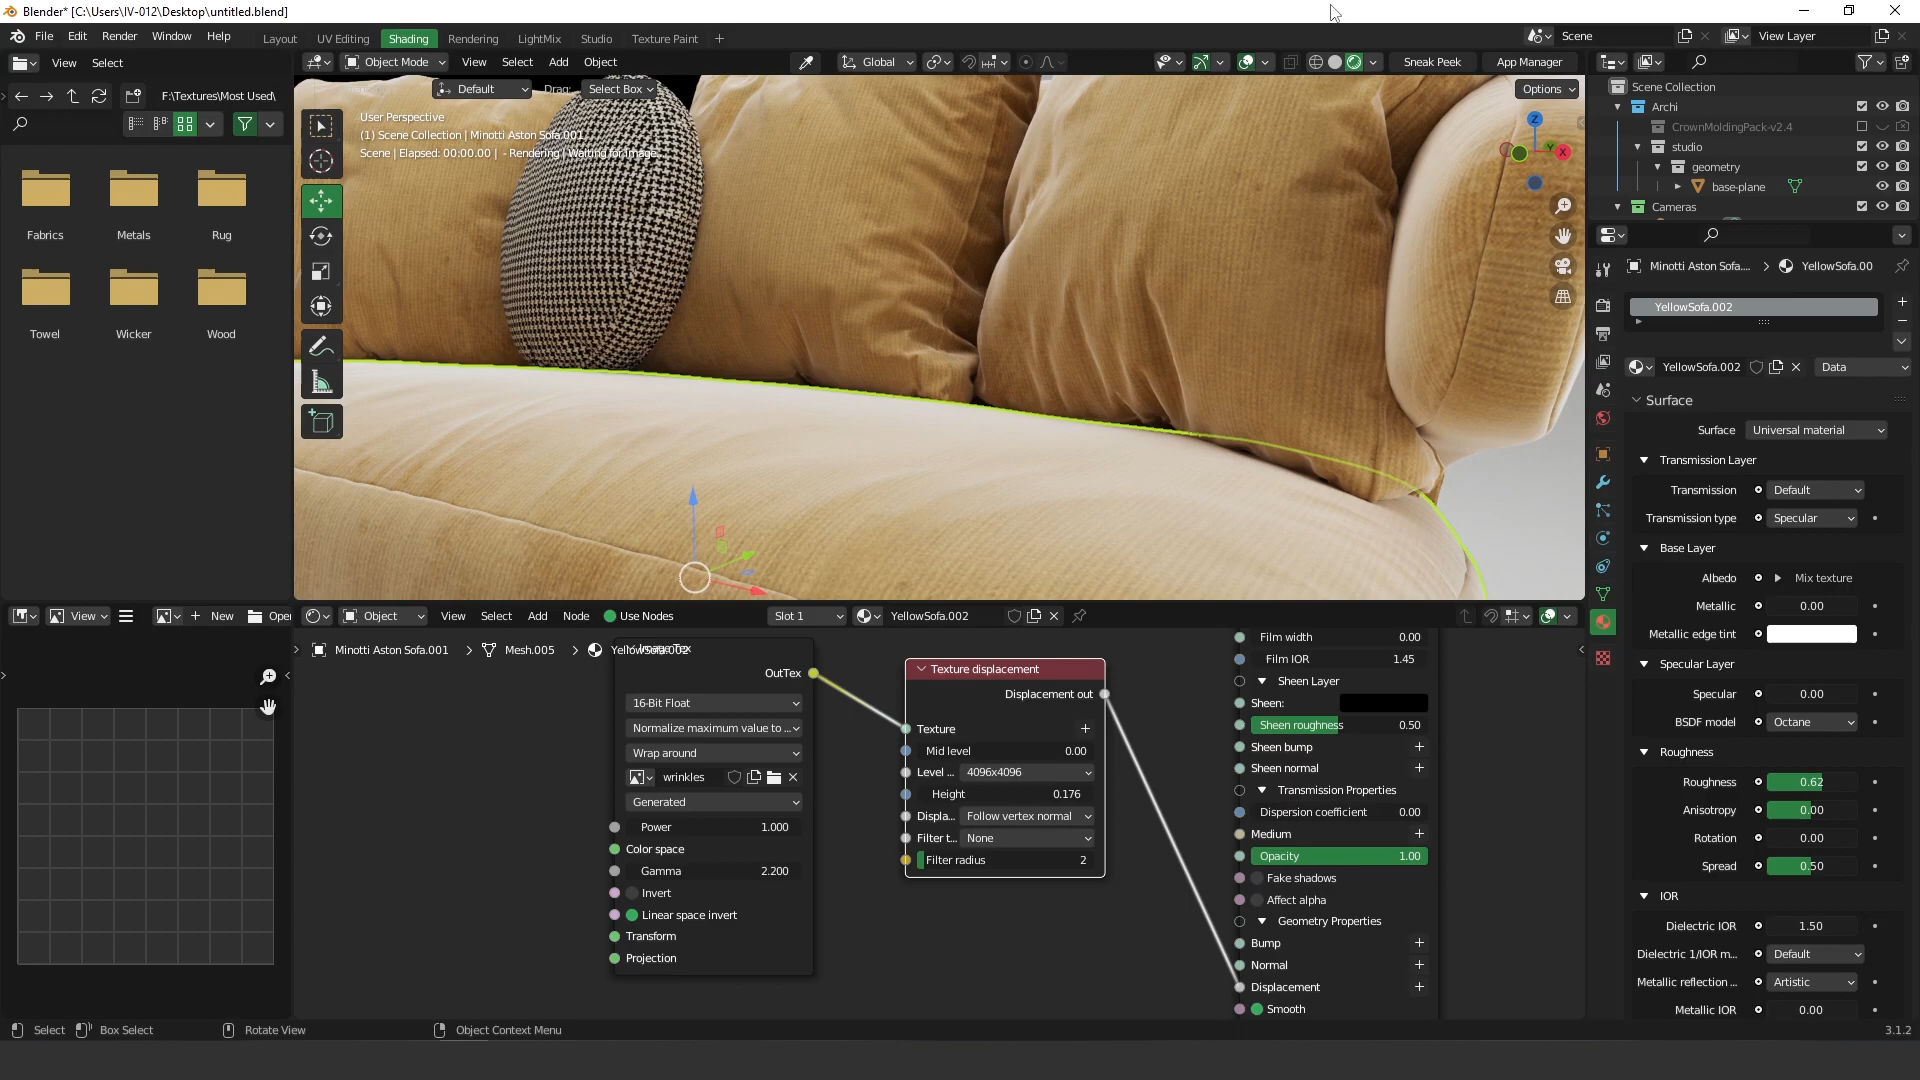 Blender* [C:\Users\IV-012\Desktop\untitled.blend]
File Edit Render Window Help Layout UV Editing Shading Rendering LightMix Studio Texture Paint + Scene View Layer
View Select
Object Mode View Select Add Object Global Sneak Peek App Manager
F:\Textures\Most Used\
Default Drag: Select Box Options
User Perspective
(1) Scene Collection | Minotti Aston Sofa.001
Scene | Elapsed: 00:00.00 | - Rendering | Waiting for image...
Z
Y
X
Fabrics Metals Rug
Towel Wicker Wood
Scene Collection
Archi
CrownMoldingPack-v2.4
studio
geometry
base-plane
Cameras
Minotti Aston Sofa.... > YellowSofa.00
YellowSofa.002
YellowSofa.002 Data
Surface
Surface Universal material
Transmission Layer
Transmission Default
Transmission type Specular
Base Layer
Albedo Mix texture
Metallic 0.00
Metallic edge tint
Specular Layer
Specular 0.00
BSDF model Octane
Roughness
Roughness 0.62
Anisotropy 0.00
Rotation 0.00
Spread 0.50
IOR
Dielectric IOR 1.50
Dielectric 1/IOR m... Default
Metallic reflection ... Artistic
Metallic IOR 0.00
View + New Open
Object View Select Add Node Use Nodes Slot 1 YellowSofa.002
Minotti Aston Sofa.001 > Mesh.005 > YellowSofa.002
OutTex
16-Bit Float
Normalize maximum value to ...
Wrap around
wrinkles
Generated
Power 1.000
Color space
Gamma 2.200
Invert
Linear space invert
Transform
Projection
Texture displacement
Displacement out
Texture +
Mid level 0.00
Level ... 4096x4096
Height 0.176
Displa... Follow vertex normal
Filter t... None
Filter radius 2
Film width 0.00
Film IOR 1.45
Sheen Layer
Sheen:
Sheen roughness 0.50
Sheen bump +
Sheen normal +
Transmission Properties
Dispersion coefficient 0.00
Medium +
Opacity 1.00
Fake shadows
Affect alpha
Geometry Properties
Bump +
Normal +
Displacement +
Smooth
Select Box Select Rotate View Object Context Menu 3.1.2